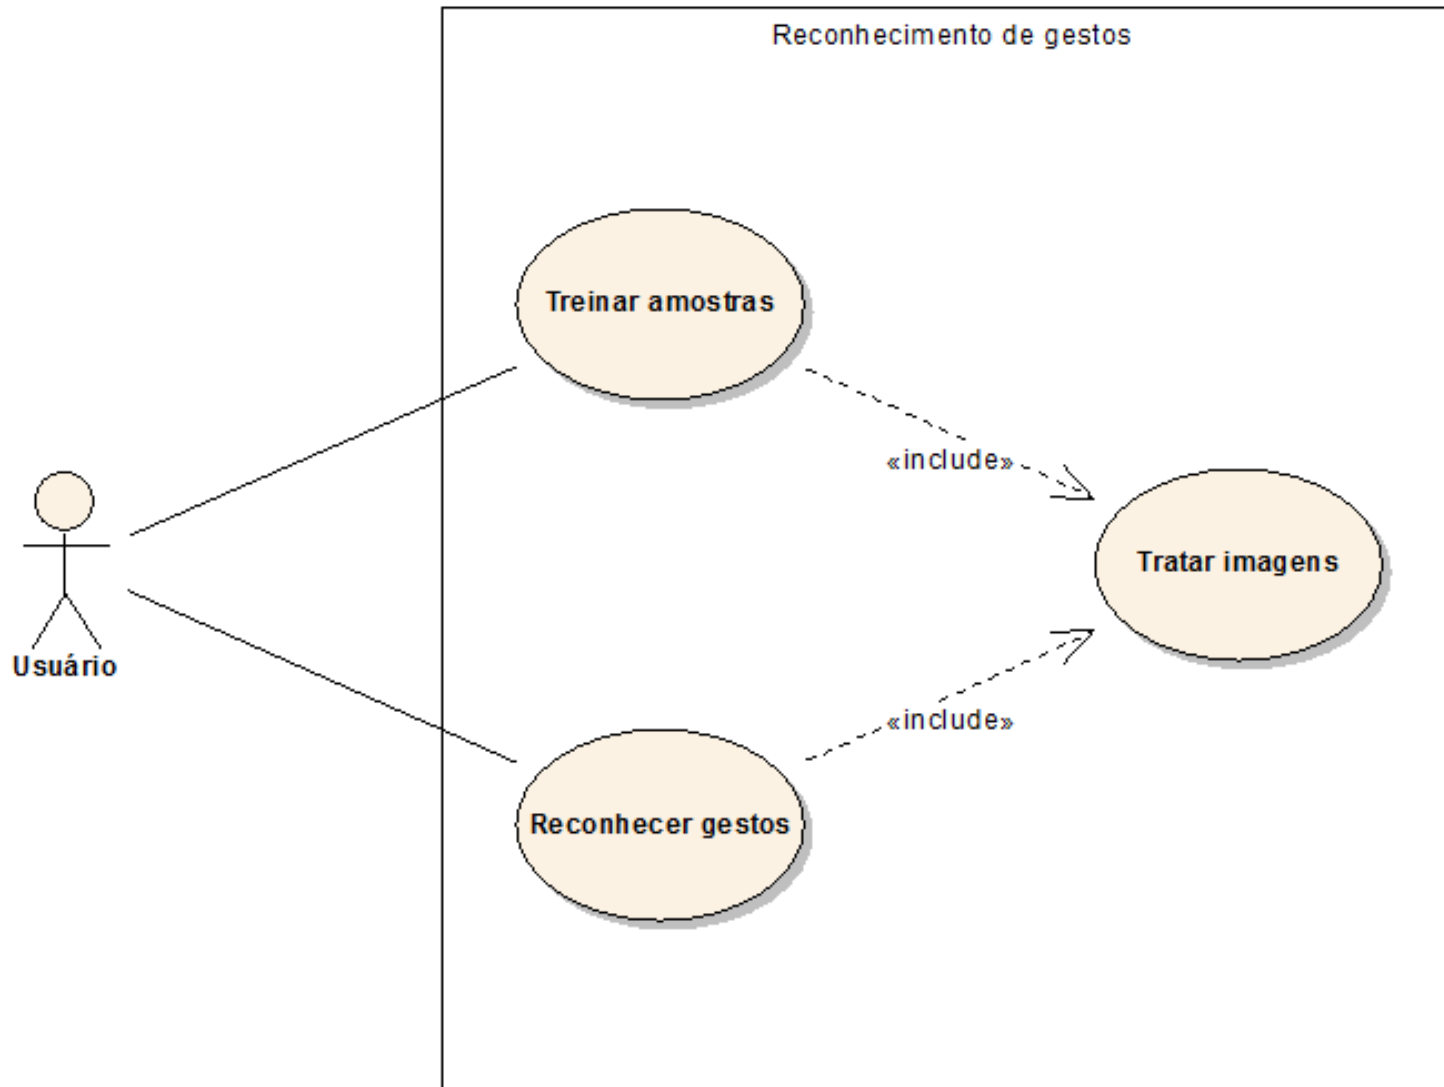 Reconhecimento de gestos
Treinar amostras
«include»
Tratar imagens
Usuário
«include»
Reconhecer gestos